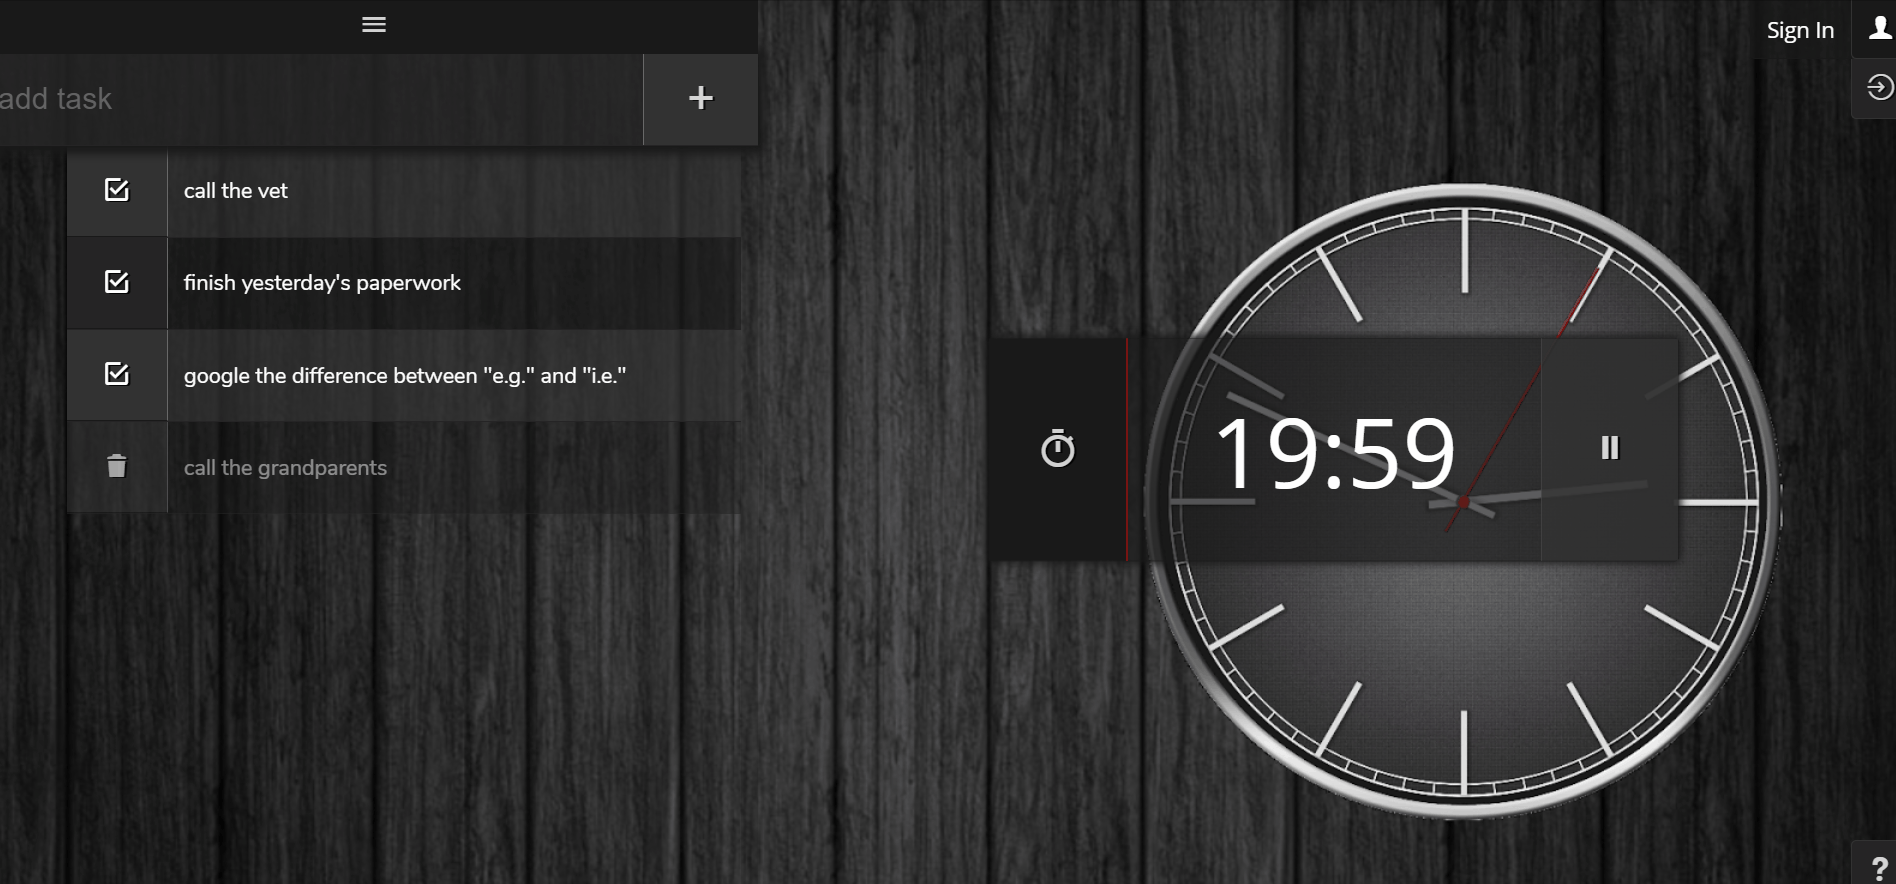 Sign In
add task
+
call the vet
finish yesterday's paperwork
google the difference between "e.g." and "i.e."
call the grandparents
19:59
?